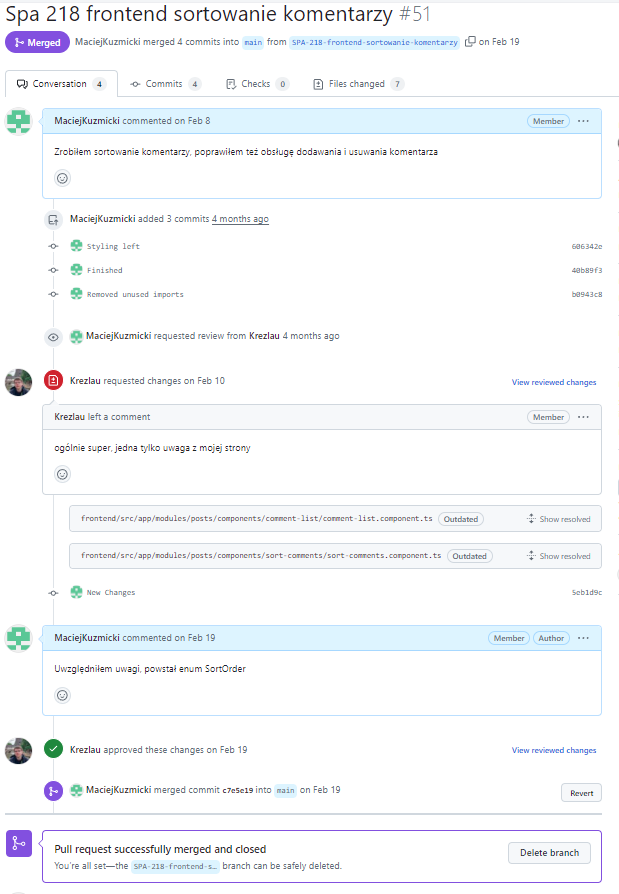 Spa 218 frontend sortowanie komentarzy #51
Merged MaciejKuzmicki merged 4 commits into main from SPA-218-frontend-sortowanie-komentarzy on Feb 19
Conversation 4 Commits 4 Checks 0 Files changed 7
MaciejKuzmicki commented on Feb 8 Member ...
Zrobiłem sortowanie komentarzy, poprawiłem też obsługę dodawania i usuwania komentarza
MaciejKuzmicki added 3 commits 4 months ago
Styling left 606342e
Finished 40b89f3
Removed unused imports b0943c8
MaciejKuzmicki requested review from Krezlau 4 months ago
Krezlau requested changes on Feb 10 View reviewed changes
Krezlau left a comment Member ...
ogólnie super, jedna tylko uwaga z mojej strony
frontend/src/app/modules/posts/components/comment-list/comment-list.component.ts Outdated Show resolved
frontend/src/app/modules/posts/components/sort-comments/sort-comments.component.ts Outdated Show resolved
New Changes 5eb1d9c
MaciejKuzmicki commented on Feb 19 Member Author ...
Uwzględniłem uwagi, powstał enum SortOrder
Krezlau approved these changes on Feb 19 View reviewed changes
MaciejKuzmicki merged commit c7e5e19 into main on Feb 19 Revert
Pull request successfully merged and closed
You're all set—the SPA-218-frontend-s… branch can be safely deleted.
Delete branch